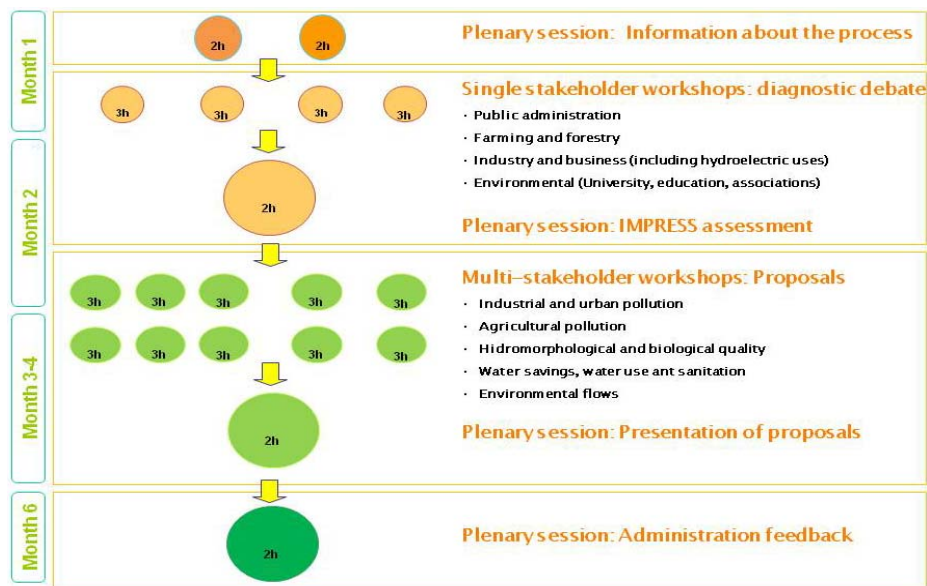 Month 1
2h
2h
Plenary session: Information about the process
3h
3h
3h
3h
Single stakeholder workshops: diagnostic debate
· Public administration
· Farming and forestry
· Industry and business (including hydroelectric uses)
· Environmental (University, education, associations)
Month 2
2h
Plenary session: IMPRESS assessment
3h
3h
3h
3h
3h
Multi-stakeholder workshops: Proposals
· Industrial and urban pollution
· Agricultural pollution
· Hidromorphological and biological quality
· Water savings, water use ant sanitation
· Environmental flows
3h
3h
3h
3h
3h
Month 3-4
2h
Plenary session: Presentation of proposals
Month 6
2h
Plenary session: Administration feedback